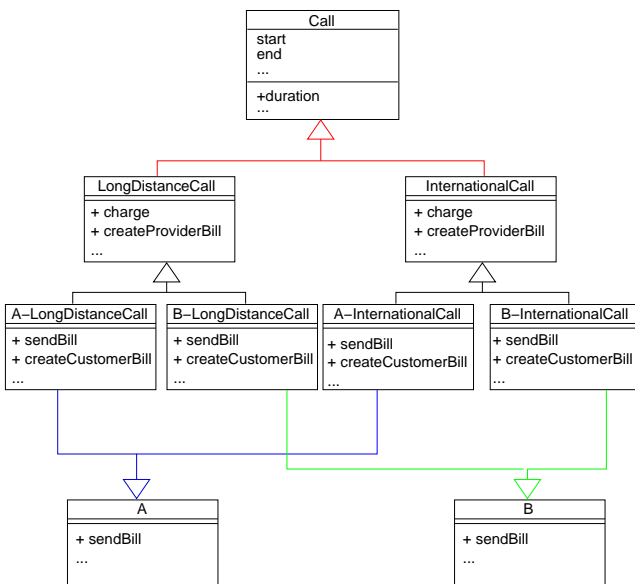 Call
start
end
...
+duration
...
LongDistanceCall
+ charge
+ createProviderBill
...
InternationalCall
+ charge
+ createProviderBill
...
A–LongDistanceCall
+ sendBill
+ createCustomerBill
...
B–LongDistanceCall
+ sendBill
+ createCustomerBill
...
A–InternationalCall
+ sendBill
+ createCustomerBill
...
B–InternationalCall
+ sendBill
+ createCustomerBill
...
A
+ sendBill
...
B
+ sendBill
...